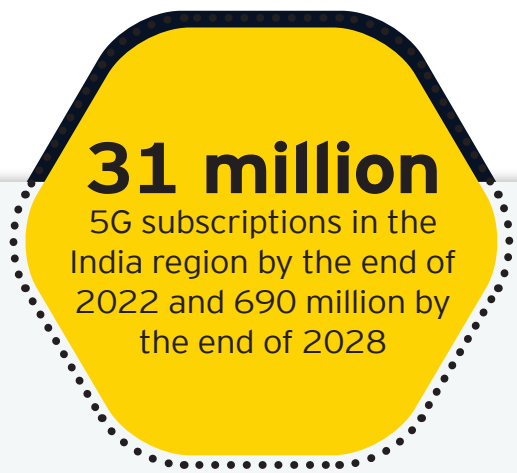 31 million
5G subscriptions in the
India region by the end of
2022 and 690 million by
the end of 2028